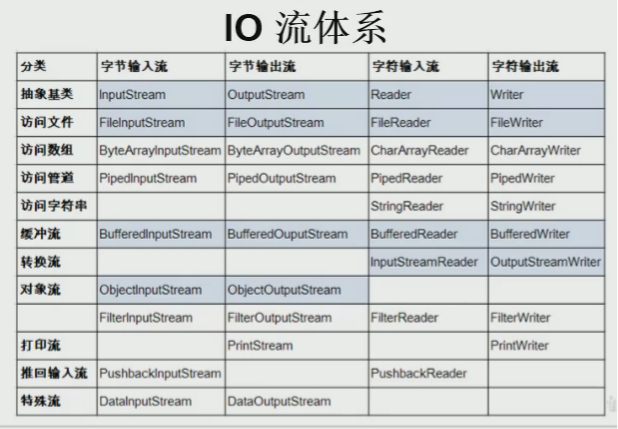 IO 流体系
分类 字节输入流 字节输出流 字符输入流 字符输出流
抽象基类 InputStream OutputStream Reader Writer
访问文件 FileInputStream FileOutputStream FileReader FileWriter
访问数组 ByteArrayInputStream ByteArrayOutputStream CharArrayReader CharArrayWriter
访问管道 PipedInputStream PipedOutputStream PipedReader PipedWriter
访问字符串 StringReader StringWriter
缓冲流 BufferedInputStream BufferedOuputStream BufferedReader BufferedWriter
转换流 InputStreamReader OutputStreamWriter
对象流 ObjectInputStream ObjectOutputStream
FilterInputStream FilterOutputStream FilterReader FilterWriter
打印流 PrintStream PrintWriter
推回输入流 PushbackInputStream PushbackReader
特殊流 DataInputStream DataOutputStream